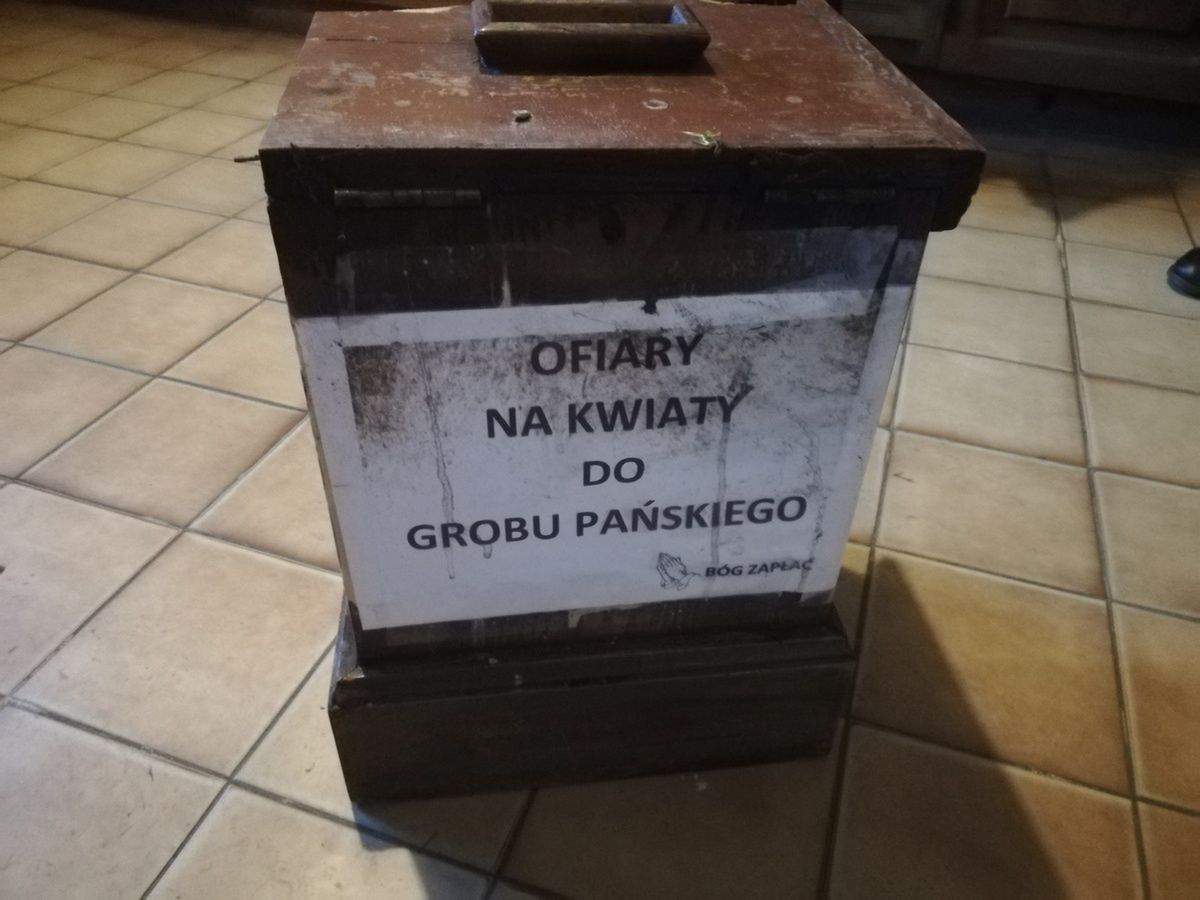 OFIARY
NA KWIATY
DO
GROBU PAŃSKIEGO
BÓG ZAPŁAĆ